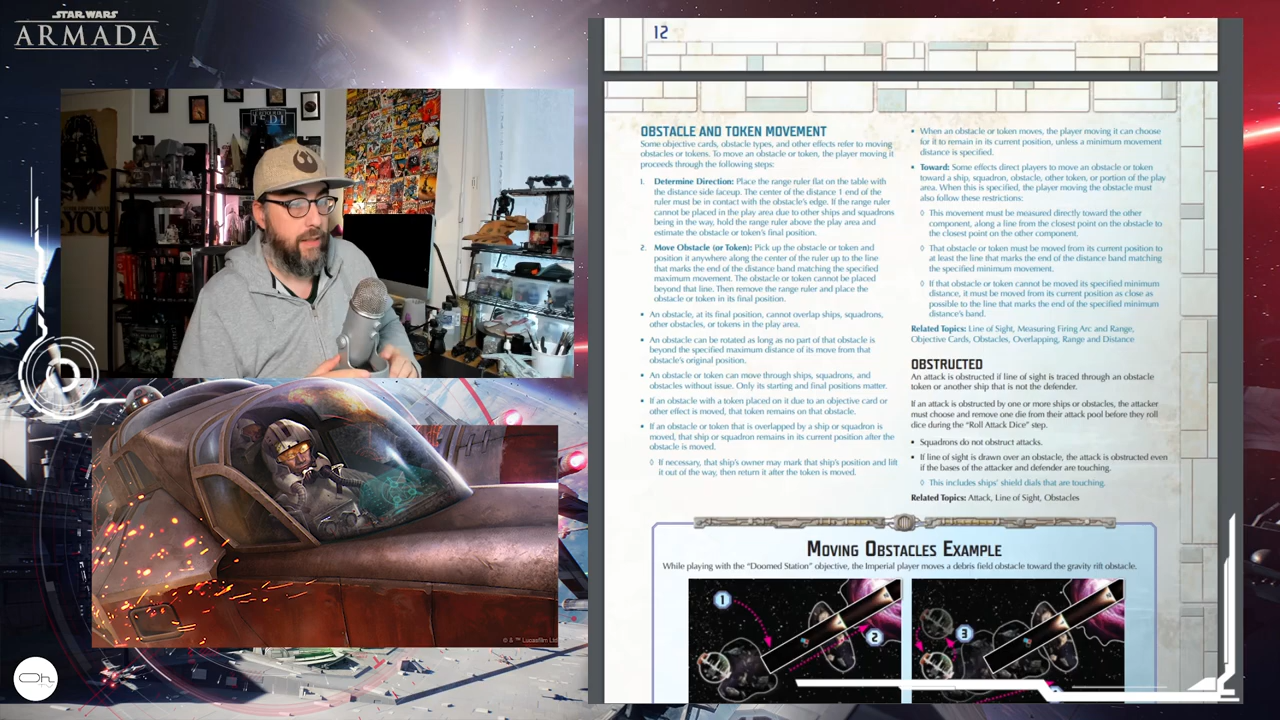 STAR WARS
ARMADA
12
OBSTACLE AND TOKEN MOVEMENT
Some objective cards, obstacle types, and other effects refer to moving
obstacles or tokens. To move an obstacle or token, the player moving it
proceeds through the following steps:
1. Determine Direction: Place the range ruler flat on the table with
the distance side faceup. The center of the distance 1 end of the
ruler must be in contact with the obstacle's edge. If the range ruler
cannot be placed in the play area due to other ships and squadrons
being in the way, hold the range ruler above the play area and
estimate the obstacle or token's final position.
2. Move Obstacle (or Token): Pick up the obstacle or token and
position it anywhere along the center of the ruler up to the line
that marks the end of the distance band matching the specified
maximum movement. The obstacle or token cannot be placed
beyond that line. Then remove the range ruler and place the
obstacle or token in its final position.
• An obstacle, at its final position, cannot overlap ships, squadrons,
other obstacles, or tokens in the play area.
• An obstacle can be rotated as long as no part of that obstacle is
beyond the specified maximum distance of its move from that
obstacle's original position.
• An obstacle or token can move through ships, squadrons, and
obstacles without issue. Only its starting and final positions matter.
• If an obstacle with a token placed on it due to an objective card or
other effect is moved, that token remains on that obstacle.
• If an obstacle or token that is overlapped by a ship or squadron is
moved, that ship or squadron remains in its current position after the
obstacle is moved.
◊ If necessary, that ship's owner may mark that ship's position and lift
it out of the way, then return it after the token is moved.
• When an obstacle or token moves, the player moving it can choose
for it to remain in its current position, unless a minimum movement
distance is specified.
• Toward: Some effects direct players to move an obstacle or token
toward a ship, squadron, obstacle, other token, or portion of the play
area. When this is specified, the player moving the obstacle must
also follow these restrictions:
◊ This movement must be measured directly toward the other
component, along a line from the closest point on the obstacle to
the closest point on the other component.
◊ That obstacle or token must be moved from its current position to
at least the line that marks the end of the distance band matching
the specified minimum movement.
◊ If that obstacle or token cannot be moved its specified minimum
distance, it must be moved from its current position as close as
possible to the line that marks the end of the specified minimum
distance's band.
Related Topics: Line of Sight, Measuring Firing Arc and Range,
Objective Cards, Obstacles, Overlapping, Range and Distance
OBSTRUCTED
An attack is obstructed if line of sight is traced through an obstacle
token or another ship that is not the defender.
If an attack is obstructed by one or more ships or obstacles, the attacker
must choose and remove one die from their attack pool before they roll
dice during the "Roll Attack Dice" step.
• Squadrons do not obstruct attacks.
• If line of sight is drawn over an obstacle, the attack is obstructed even
if the bases of the attacker and defender are touching.
◊ This includes ships' shield dials that are touching.
Related Topics: Attack, Line of Sight, Obstacles
MOVING OBSTACLES EXAMPLE
While playing with the "Doomed Station" objective, the Imperial player moves a debris field obstacle toward the gravity rift obstacle.
1
2
3
JEDI
YOU
© & ™ Lucasfilm Ltd
Oh